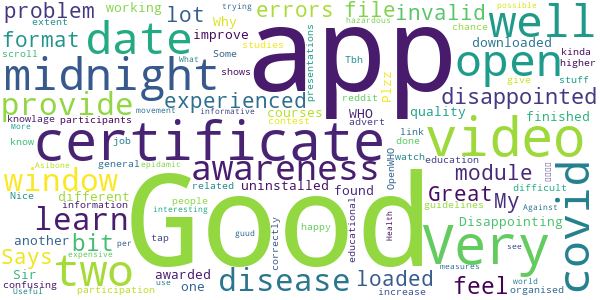 extent
trying
problem
working
lot
errors
file
invalid
well
Why
hazardous
chance
format
improve
date
app
open
scroll
Some
studies
presentations
Tbh
kinda
higher
downloaded
What
possible
midnight
experienced
shows
reddit
Plzz
give
stuff
provide
disappointed
movement
informative
contest
courses
WHO
quality
finished
knowlage
participants
More
certificate
advert
video
know
job
link
done
Asibone
epidamic
general
awareness
watch
education
OpenWHO
window
related
uninstalled
found
Great
module
difficult
covid
Nice
different
people
interesting
educational
My
guidelines
information
Good
Very
learn
bit
correctly
Disappointing
another
per
tap
guud
happy
Health
Against
see
Says
two
expensive
Sir
awarded
disease
loaded
feel
measures
world
confusing
participation
one
increase
organised
Useful
use